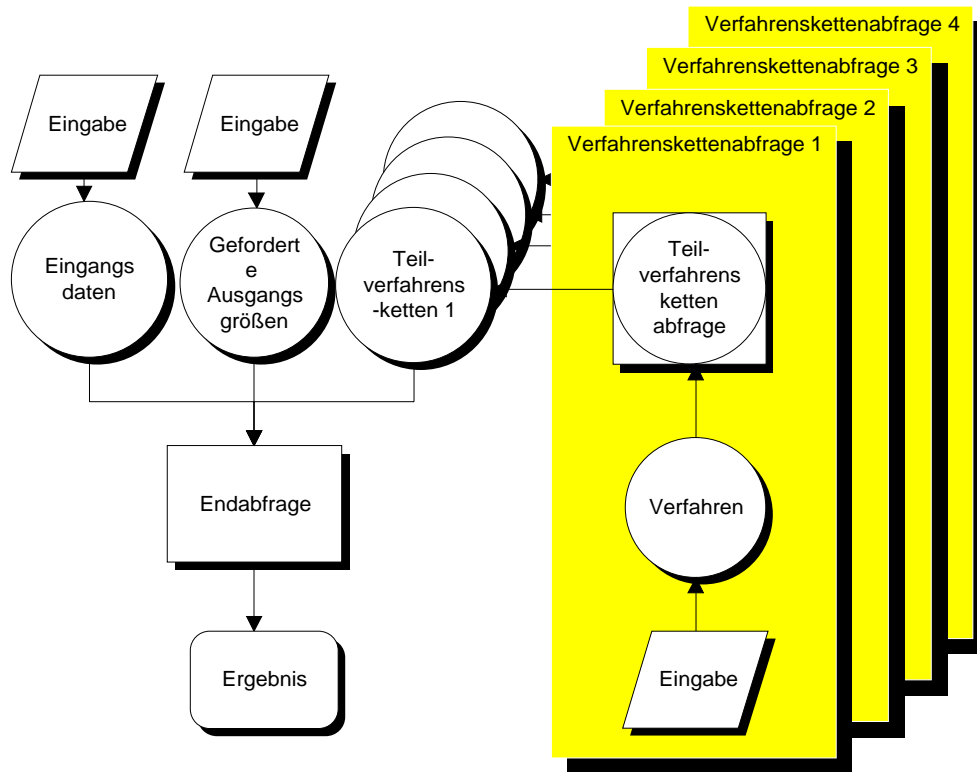 Verfahrenskettenabfrage 4
Verfahrenskettenabfrage 3
Verfahrenskettenabfrage 2
Verfahrenskettenabfrage 1
Eingabe
Eingabe
Eingangs
daten
Gefordert
e
Ausgangs
größen
Teil-
verfahrens
-ketten 1
Teil-
verfahrens
ketten
abfrage
Endabfrage
Verfahren
Ergebnis
Eingabe